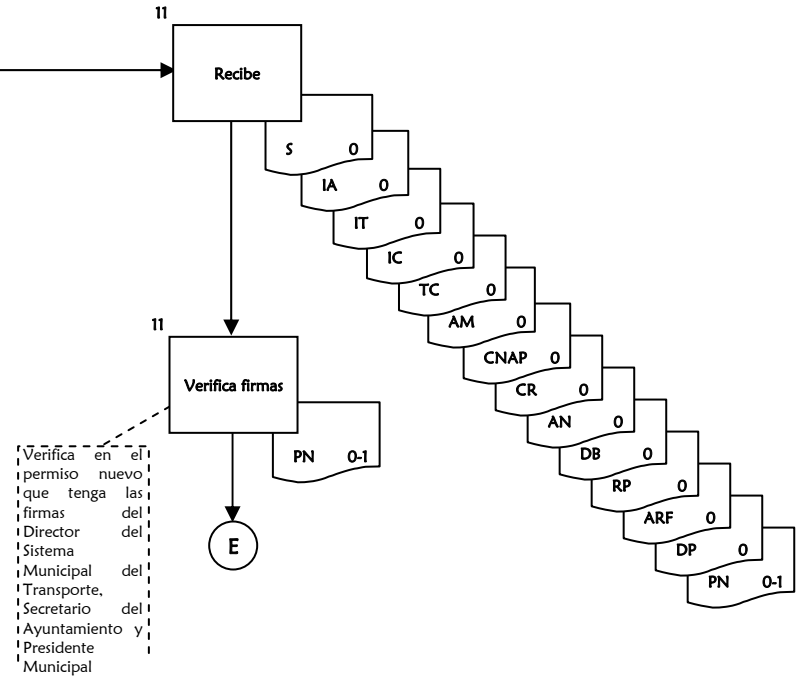 11
Recibe
S 0
IA 0
IT 0
IC 0
TC 0
AM 0
CNAP 0
CR 0
AN 0
DB 0
RP 0
ARF 0
DP 0
PN 0-1
11
Verifica firmas
PN 0-1
E
Verifica en el
permiso nuevo
que tenga las
firmas del
Director del
Sistema
Municipal del
Transporte,
Secretario del
Ayuntamiento y
Presidente
Municipal